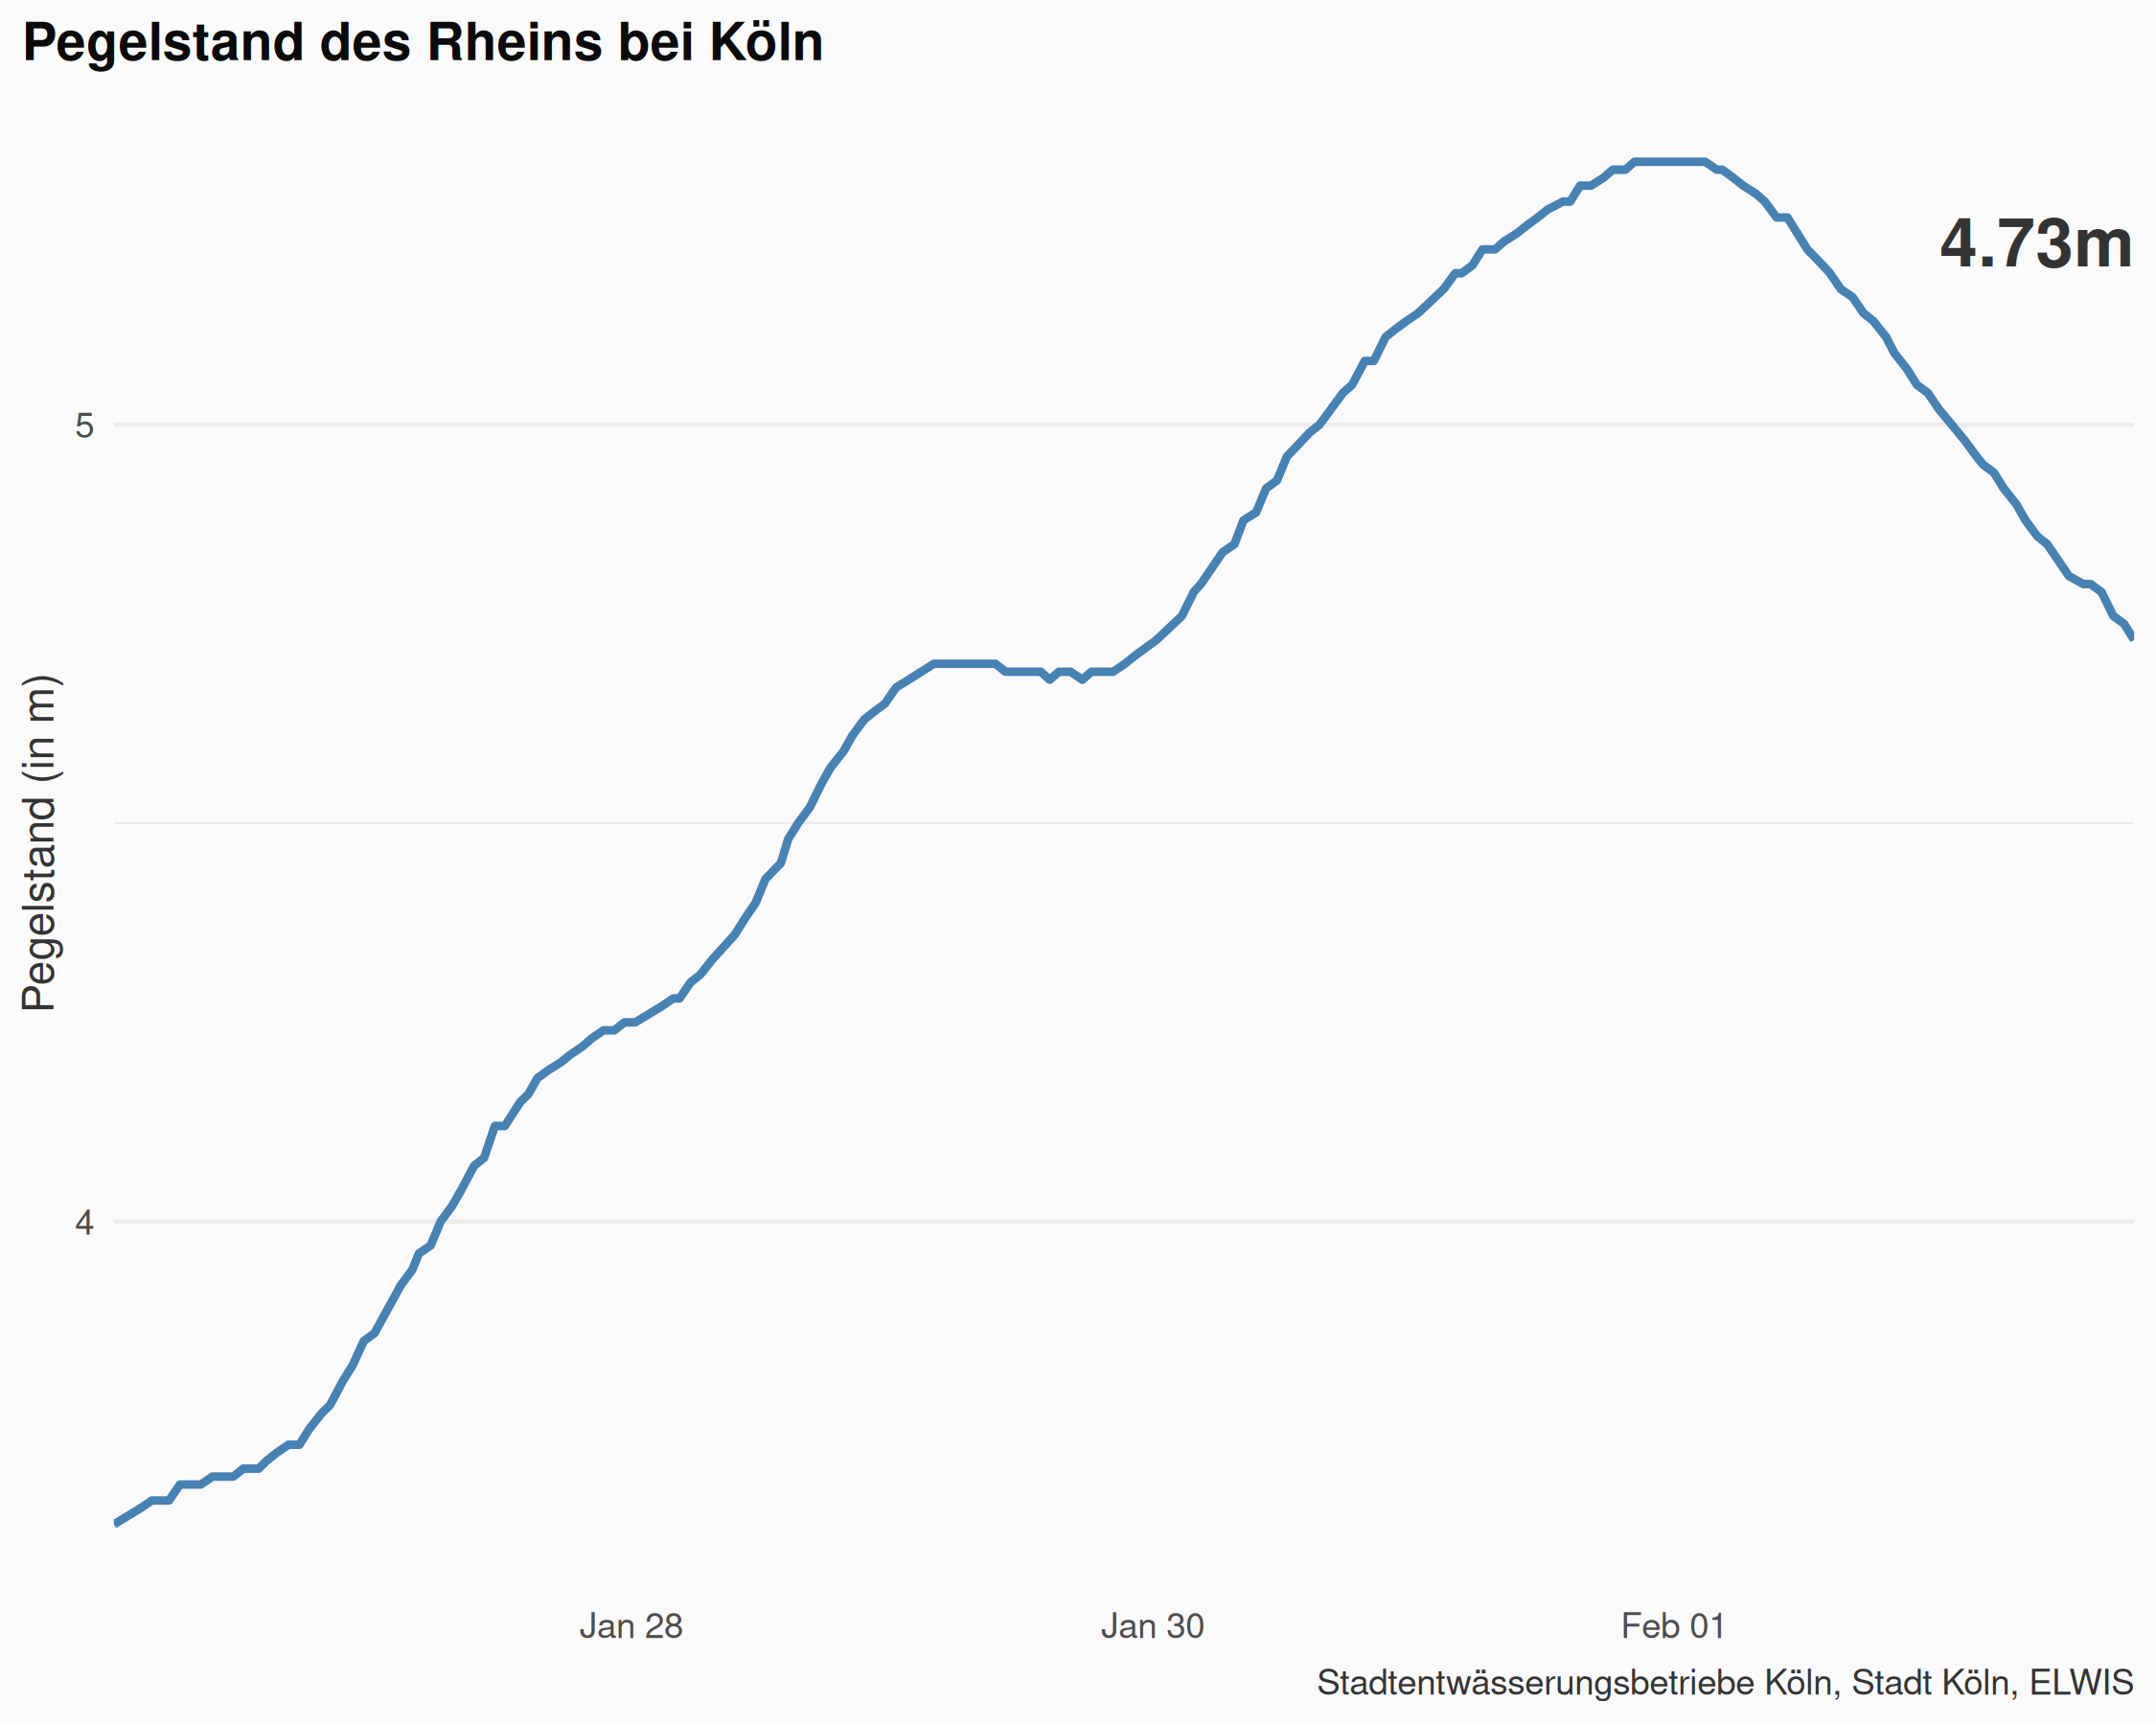 Pegelstand des Rheins bei Köln
4.73m
5
Pegelstand (in m)
4
Jan 28
Jan 30
Feb 01
Stadtentwässerungsbetriebe Köln, Stadt Köln, ELWIS